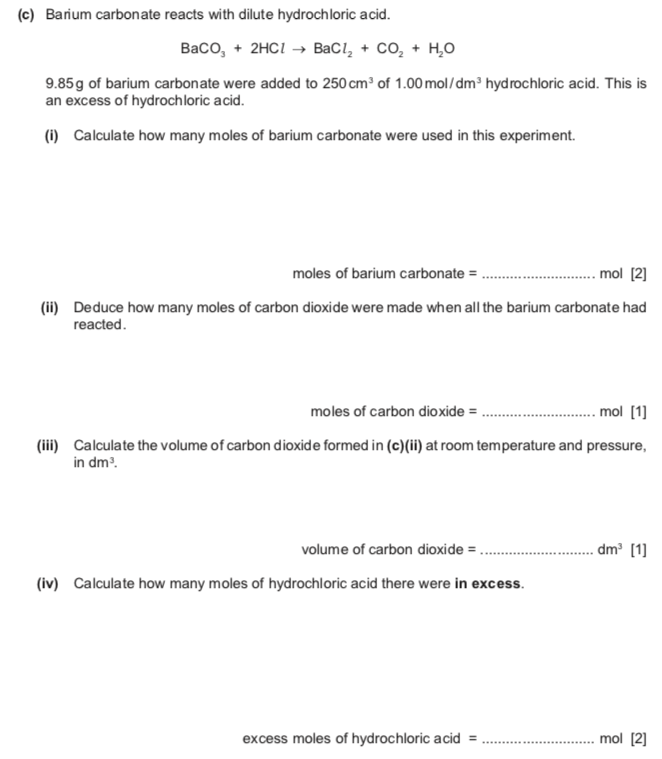 (c) Barium carbonate reacts with dilute hydrochloric acid.
BaCO₃ + 2HCl → BaCl₂ + CO₂ + H₂O
9.85 g of barium carbonate were added to 250 cm³ of 1.00 mol/dm³ hydrochloric acid. This is
an excess of hydrochloric acid.
(i) Calculate how many moles of barium carbonate were used in this experiment.
moles of barium carbonate = ............................ mol [2]
(ii) Deduce how many moles of carbon dioxide were made when all the barium carbonate had
reacted.
moles of carbon dioxide = ............................ mol [1]
(iii) Calculate the volume of carbon dioxide formed in (c)(ii) at room temperature and pressure,
in dm³.
volume of carbon dioxide = ............................ dm³ [1]
(iv) Calculate how many moles of hydrochloric acid there were in excess.
excess moles of hydrochloric acid = ............................ mol [2]